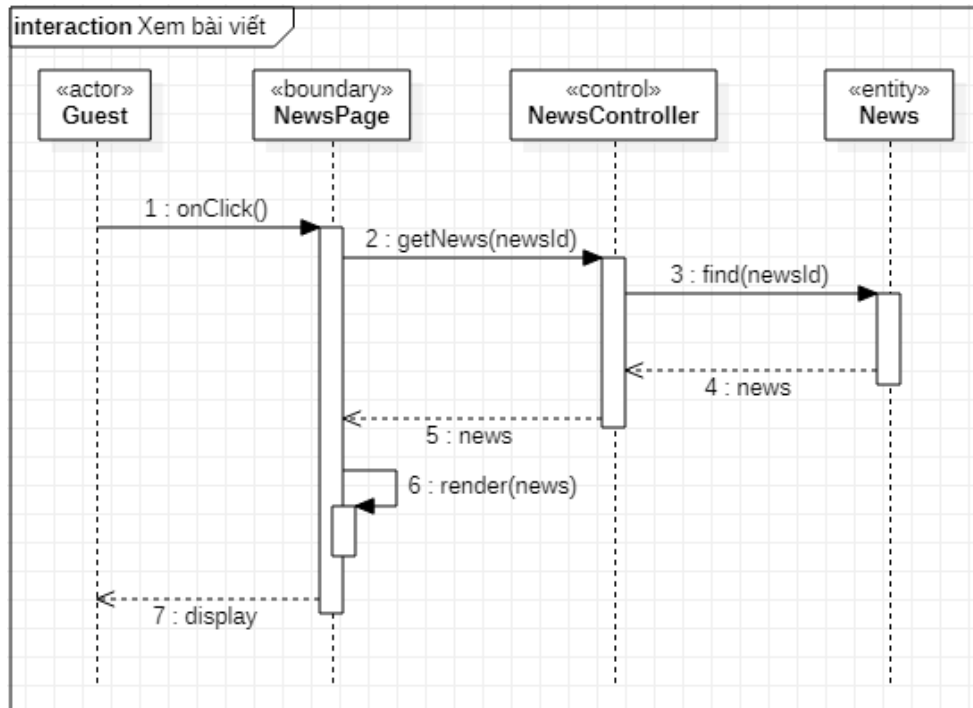 interaction Xem bài viết
«actor»
Guest
«boundary»
NewsPage
«control»
NewsController
«entity»
News
1 : onClick()
2 : getNews(newsId)
3 : find(newsId)
4 : news
5 : news
6 : render(news)
7 : display